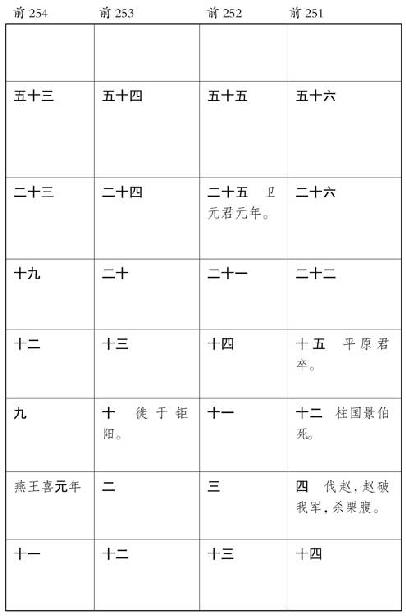 前254 前253 前252 前251
五十三 五十四 五十五 五十六
二十三 二十四 二十五 卫 二十六
元君元年。
十九 二十 二十一 二十二
十二 十三 十四 十五 平原君
卒。
九 十 徙于钜 十一 十二 柱国景伯
阳。 死。
燕王喜元年 二 三 四 伐赵，赵破
我军，杀栗腹。
十一 十二 十三 十四